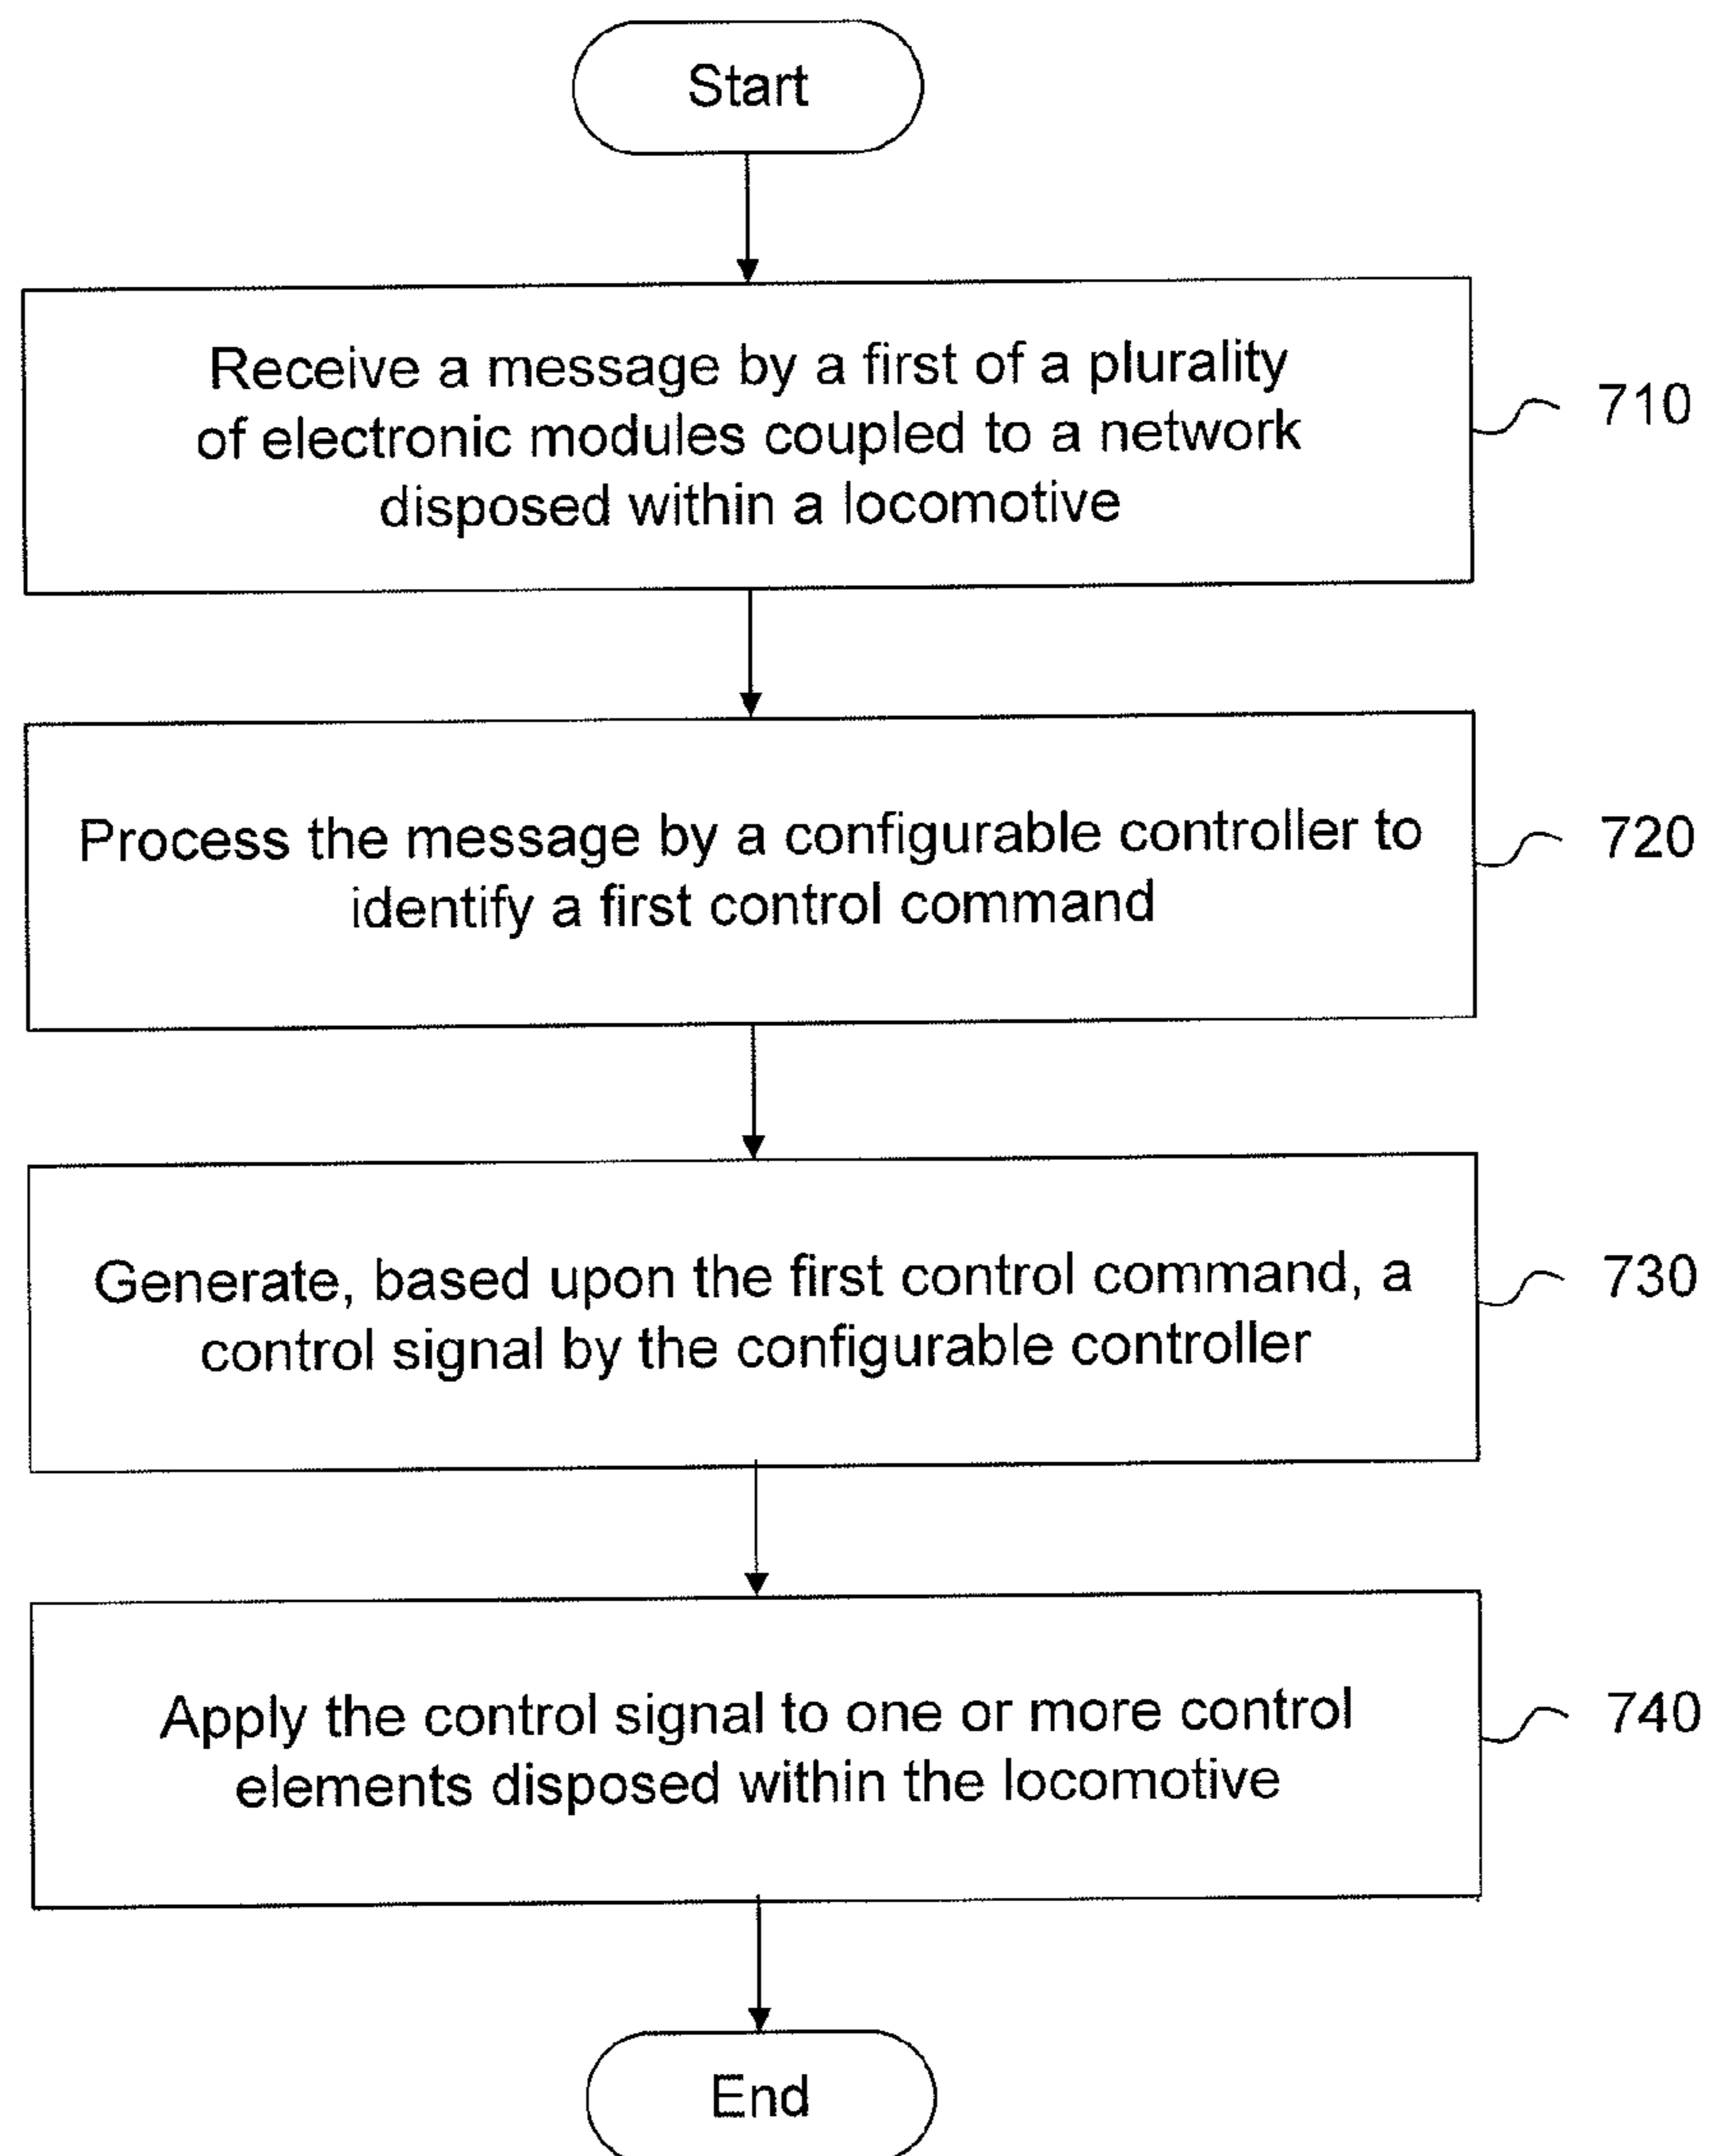 Start
Receive a message by a first of a plurality
of electronic modules coupled to a network
disposed within a locomotive
710
Process the message by a configurable controller to
identify a first control command
720
Generate, based upon the first control command, a
control signal by the configurable controller
730
Apply the control signal to one or more control
elements disposed within the locomotive
740
End